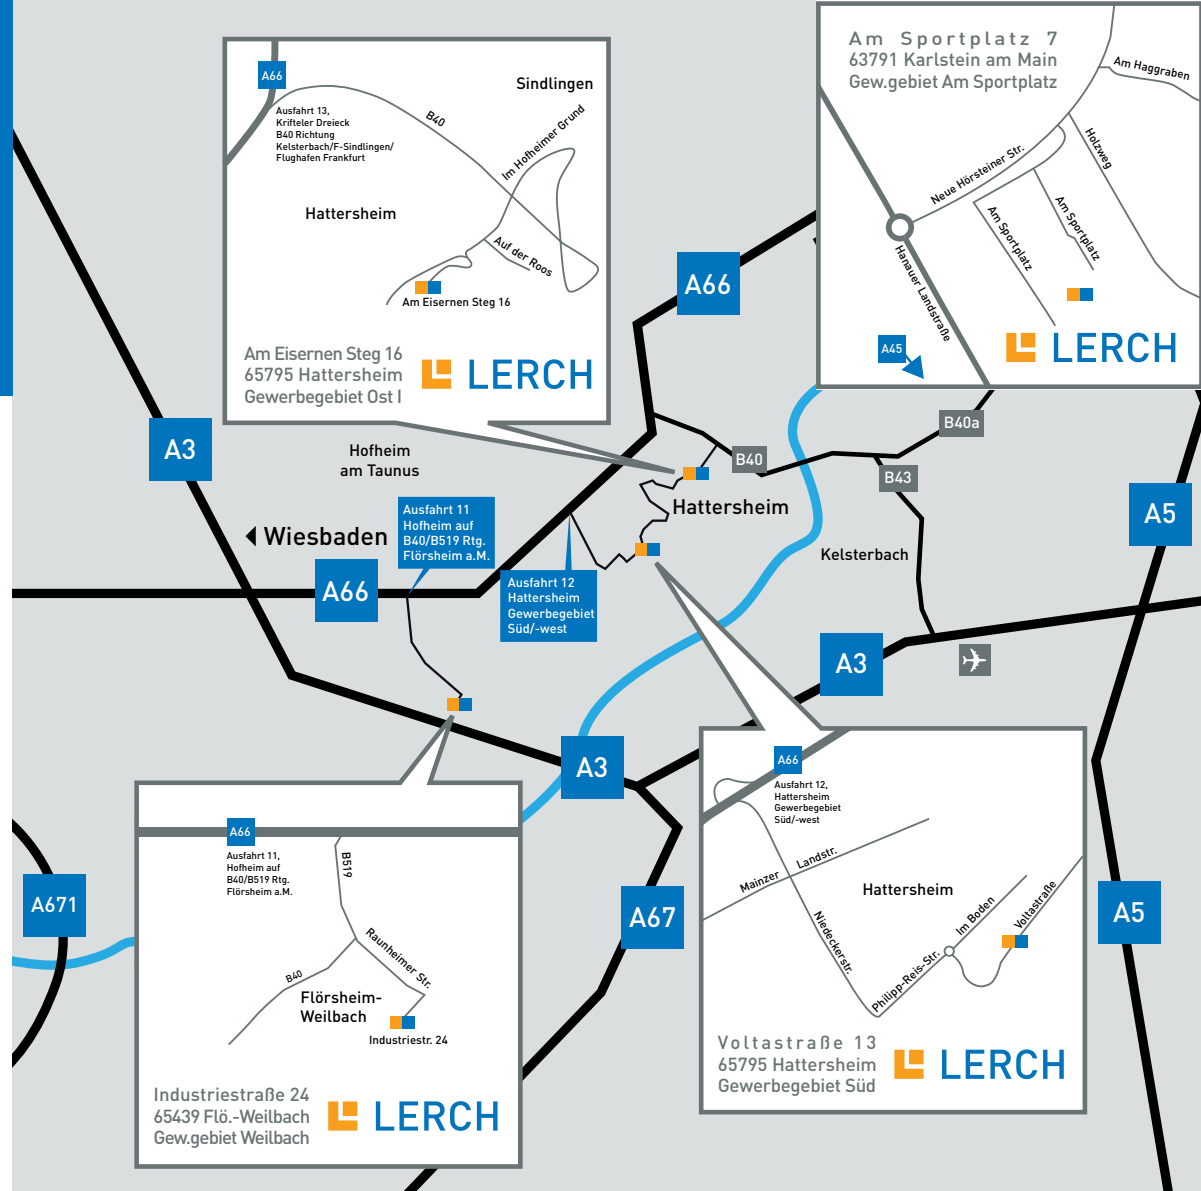 A66
Ausfahrt 13,
Krifteler Dreieck
B40 Richtung
Kelsterbach/F-Sindlingen/
Flughafen Frankfurt
B40
Sindlingen
Im Hofheimer Grund
Hattersheim
Auf der Roos
Am Eisernen Steg 16
Am Eisernen Steg 16
65795 Hattersheim
Gewerbegebiet Ost I
LERCH
Am Sportplatz 7
63791 Karlstein am Main
Gew.gebiet Am Sportplatz
Am Haggraben
Holzweg
Neue Hörsteiner Str.
Am Sportplatz
Am Sportplatz
Hanauer Landstraße
A45
LERCH
A66
A3
Hofheim
am Taunus
B40a
B40
B43
Hattersheim
A5
Wiesbaden
Ausfahrt 11
Hofheim auf
B40/B519 Rtg.
Flörsheim a.M.
Kelsterbach
A66
Ausfahrt 12
Hattersheim
Gewerbegebiet
Süd/-west
A3
A3
A671
A67
A5
A66
Ausfahrt 11,
Hofheim auf
B40/B519 Rtg.
Flörsheim a.M.
B519
Raunheimer Str.
B40
Flörsheim-
Weilbach
Industriestr. 24
Industriestraße 24
65439 Flö.-Weilbach
Gew.gebiet Weilbach
LERCH
A66
Ausfahrt 12,
Hattersheim
Gewerbegebiet
Süd/-west
Mainzer Landstr.
Hattersheim
Niedeckerstr.
Im Boden
Voltastraße
Philipp-Reis-Str.
Voltastraße 13
65795 Hattersheim
Gewerbegebiet Süd
LERCH